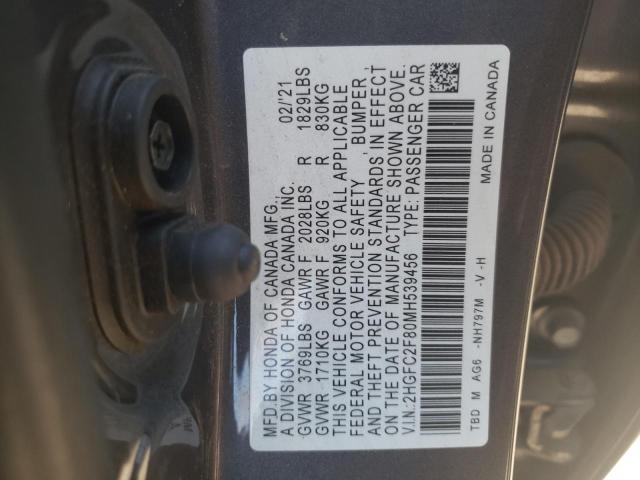 MFD.BY HONDA OF CANADA MFG., 02/'21
A DIVISION OF HONDA CANADA INC.
GVWR 3769LBS GAWR F 2028LBS R 1829LBS
GVWR 1710KG GAWR F 920KG R 830KG
THIS VEHICLE CONFORMS TO ALL APPLICABLE
FEDERAL MOTOR VEHICLE SAFETY , BUMPER ,
AND THEFT PREVENTION STANDARDS IN EFFECT
ON THE DATE OF MANUFACTURE SHOWN ABOVE.
V.I.N.:2HGFC2F80MH539456 TYPE: PASSENGER CAR
TBD M AG6 -NH797M -V -H MADE IN CANADA